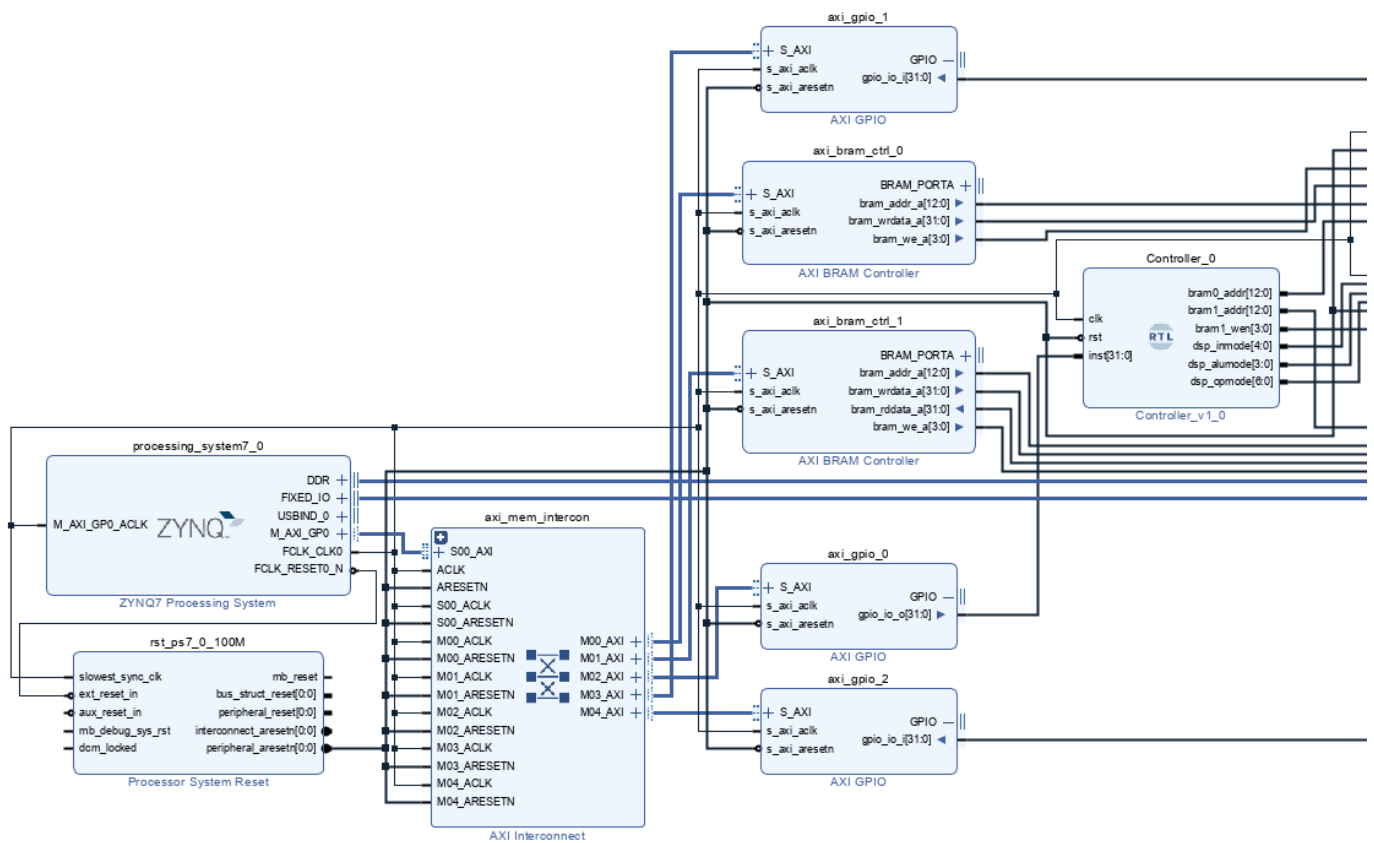 axi_gpio_1
S_AXI
s_axi_aclk
s_axi_aresetn
GPIO
gpio_io_i[31:0]
AXI GPIO
axi_bram_ctrl_0
S_AXI
s_axi_aclk
s_axi_aresetn
BRAM_PORTA
bram_addr_a[12:0]
bram_wrdata_a[31:0]
bram_we_a[3:0]
AXI BRAM Controller
Controller_0
clk
rst
inst[31:0]
RTL
bram0_addr[12:0]
bram1_addr[12:0]
bram1_wen[3:0]
dsp_inmode[4:0]
dsp_alumode[3:0]
dsp_opmode[6:0]
Controller_v1_0
axi_bram_ctrl_1
S_AXI
s_axi_aclk
s_axi_aresetn
BRAM_PORTA
bram_addr_a[12:0]
bram_wrdata_a[31:0]
bram_rddata_a[31:0]
bram_we_a[3:0]
AXI BRAM Controller
processing_system7_0
M_AXI_GP0_ACLK
ZYNQ
DDR
FIXED_IO
USBIND_0
M_AXI_GP0
FCLK_CLK0
FCLK_RESET0_N
ZYNQ7 Processing System
rst_ps7_0_100M
slowest_sync_clk
ext_reset_in
aux_reset_in
mb_debug_sys_rst
dcm_locked
mb_reset
bus_struct_reset[0:0]
peripheral_reset[0:0]
interconnect_aresetn[0:0]
peripheral_aresetn[0:0]
Processor System Reset
axi_mem_intercon
S00_AXI
ACLK
ARESETN
S00_ACLK
S00_ARESETN
M00_ACLK
M00_ARESETN
M01_ACLK
M01_ARESETN
M02_ACLK
M02_ARESETN
M03_ACLK
M03_ARESETN
M04_ACLK
M04_ARESETN
M00_AXI
M01_AXI
M02_AXI
M03_AXI
M04_AXI
AXI Interconnect
axi_gpio_0
S_AXI
s_axi_aclk
s_axi_aresetn
GPIO
gpio_io_o[31:0]
AXI GPIO
axi_gpio_2
S_AXI
s_axi_aclk
s_axi_aresetn
GPIO
gpio_io_i[31:0]
AXI GPIO